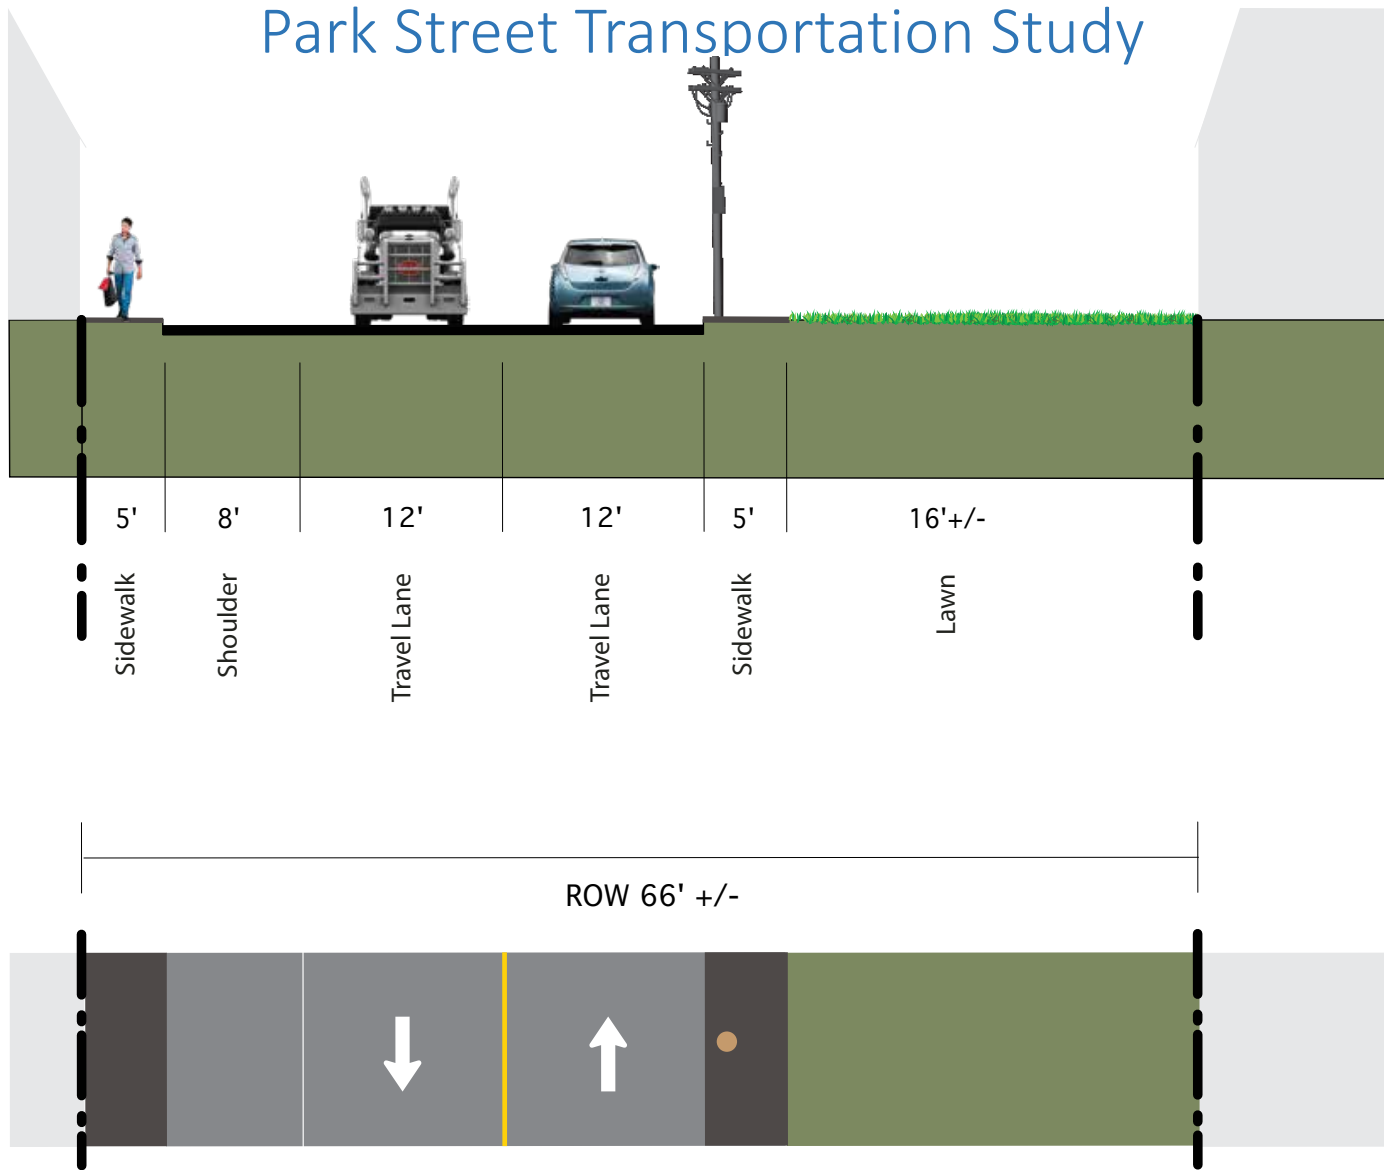 Park Street Transportation Study
5' 8' 12' 12' 5' 16'+/-
Sidewalk
Shoulder
Travel Lane
Travel Lane
Sidewalk
Lawn
ROW 66' +/-